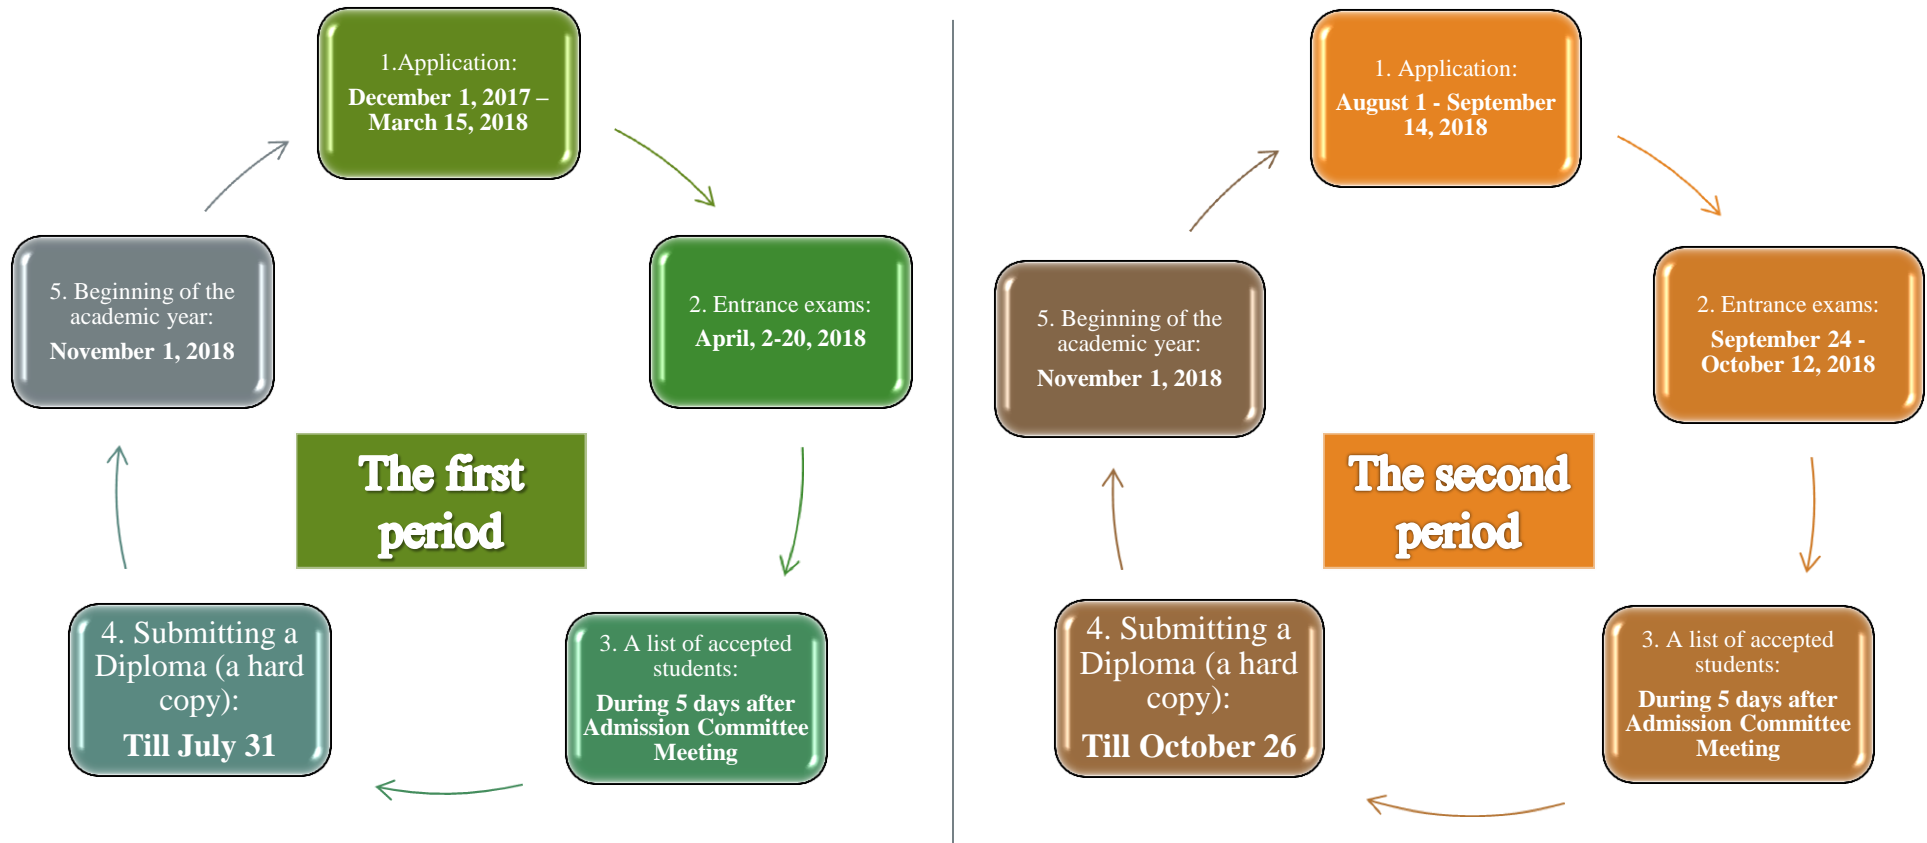 1.Application:
December 1, 2017 –
March 15, 2018
2. Entrance exams:
April, 2-20, 2018
3. A list of accepted
students:
During 5 days after
Admission Committee
Meeting
4. Submitting a
Diploma (a hard
copy):
Till July 31
5. Beginning of the
academic year:
November 1, 2018
The first
period
1. Application:
August 1 - September
14, 2018
2. Entrance exams:
September 24 -
October 12, 2018
3. A list of accepted
students:
During 5 days after
Admission Committee
Meeting
4. Submitting a
Diploma (a hard
copy):
Till October 26
5. Beginning of the
academic year:
November 1, 2018
The second
period